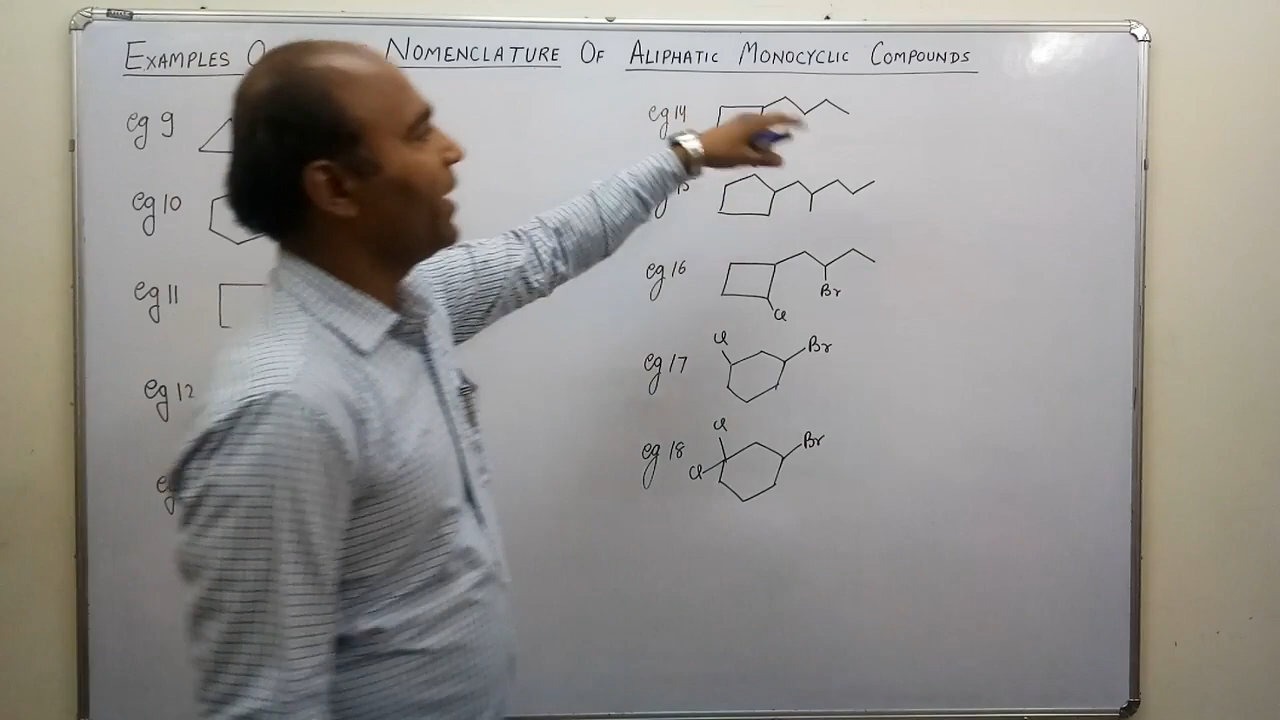 EXAMPLES O NOMENCLATURE OF ALIPHATIC MONOCYCLIC COMPOUNDS
eg 9
eg 10
eg 11
eg 12
eg 14
eg 16
Br
Cl
eg 17
Cl
Br
eg 18
Cl
Cl
Br